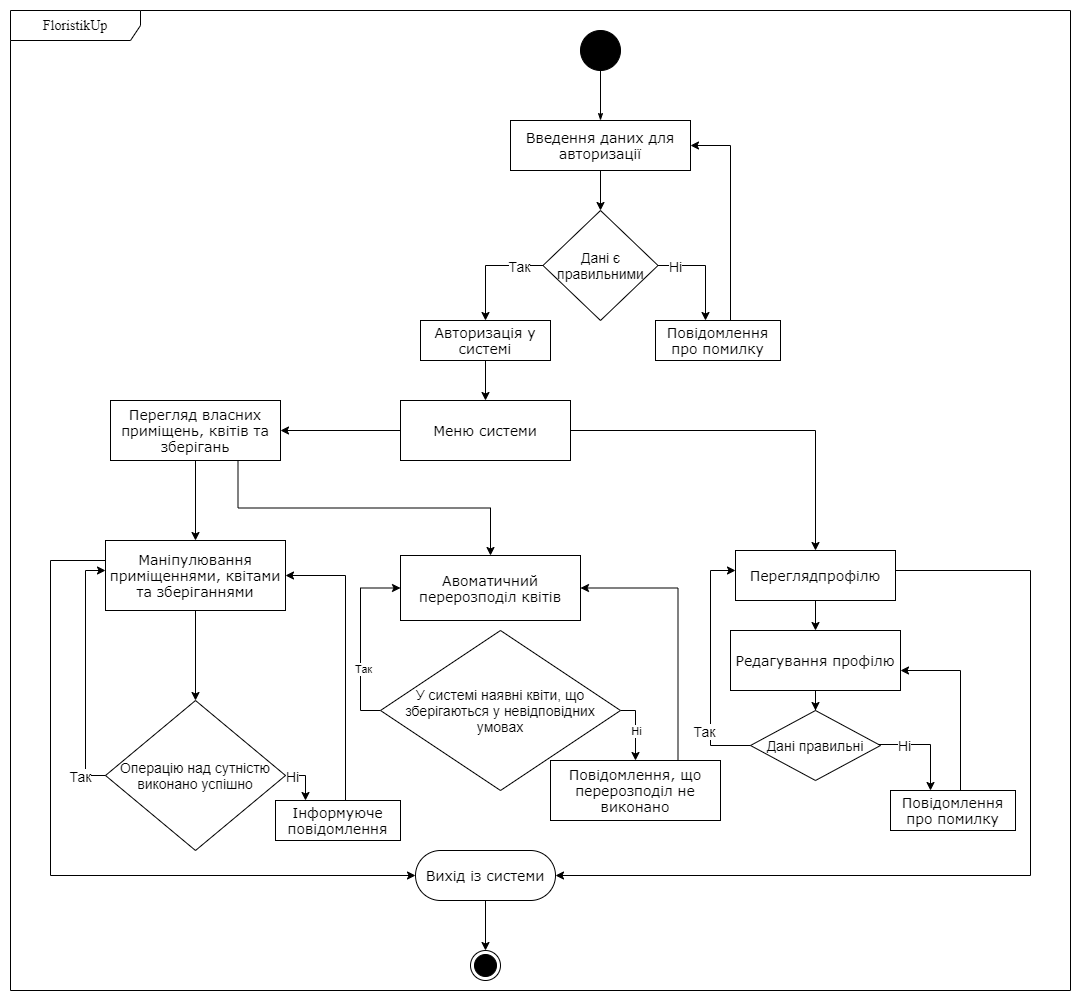 FloristikUp
Введення даних для
авторизації
Дані є
правильними
Так
Ні
Авторизація у
системі
Повідомлення
про помилку
Перегляд власних
приміщень, квітів та
зберігань
Меню системи
Маніпулювання
приміщеннями, квітами
та зберіганнями
Авоматичний
перерозподіл квітів
Переглядпрофілю
Редагування профілю
Так
У системі наявні квіти, що
зберігаються у невідповідних
умовах
Ні
Так
Дані правильні
Ні
Так
Операцію над сутністю
виконано успішно
Ні
Повідомлення, що
перерозподіл не
виконано
Повідомлення
про помилку
Інформуюче
повідомлення
Вихід із системи